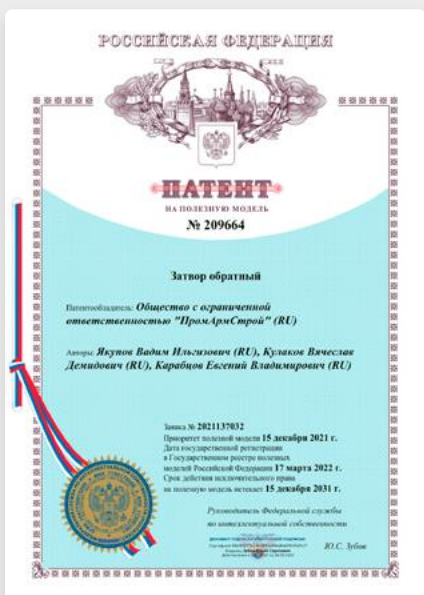 РОССИЙСКАЯ ФЕДЕРАЦИЯ
ПАТЕНТ
НА ПОЛЕЗНУЮ МОДЕЛЬ
№ 209664
Затвор обратный
Патентообладатель: Общество с ограниченной
ответственностью "ПромАрмСтрой" (RU)
Авторы: Якупов Вадим Ильгизович (RU), Кулаков Вячеслав
Демидович (RU), Карабцов Евгений Владимирович (RU)
Заявка № 2021137032
Приоритет полезной модели 15 декабря 2021 г.
Дата государственной регистрации
в Государственном реестре полезных
моделей Российской Федерации 17 марта 2022 г.
Срок действия исключительного права
на полезную модель истекает 15 декабря 2031 г.
Руководитель Федеральной службы
по интеллектуальной собственности
Ю.С. Зубов